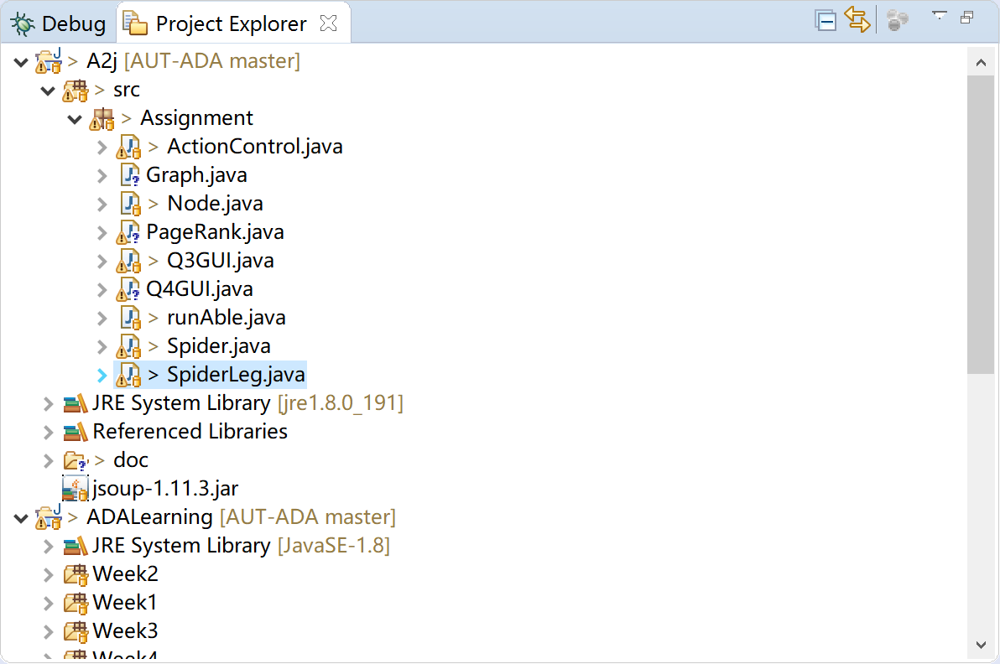 Debug Project Explorer
> A2j [AUT-ADA master]
> src
> Assignment
> ActionControl.java
Graph.java
> Node.java
PageRank.java
> Q3GUI.java
Q4GUI.java
> runAble.java
> Spider.java
> SpiderLeg.java
JRE System Library [jre1.8.0_191]
Referenced Libraries
> doc
jsoup-1.11.3.jar
> ADALearning [AUT-ADA master]
JRE System Library [JavaSE-1.8]
Week2
Week1
Week3
Week4